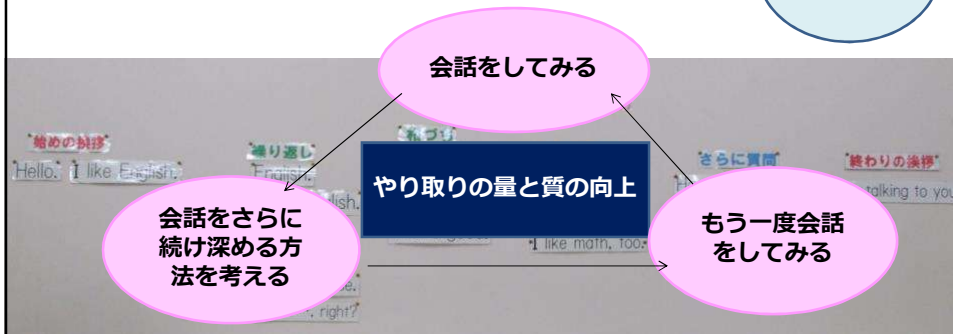 会話をしてみる
始めの挨拶
Hello. I like English.
繰り返し
English.
相づち
さらに質問
終わりの挨拶
talking to you
やり取りの量と質の向上
会話をさらに
続け深める方
法を考える
もう一度会話
をしてみる
I like math, too.
right?